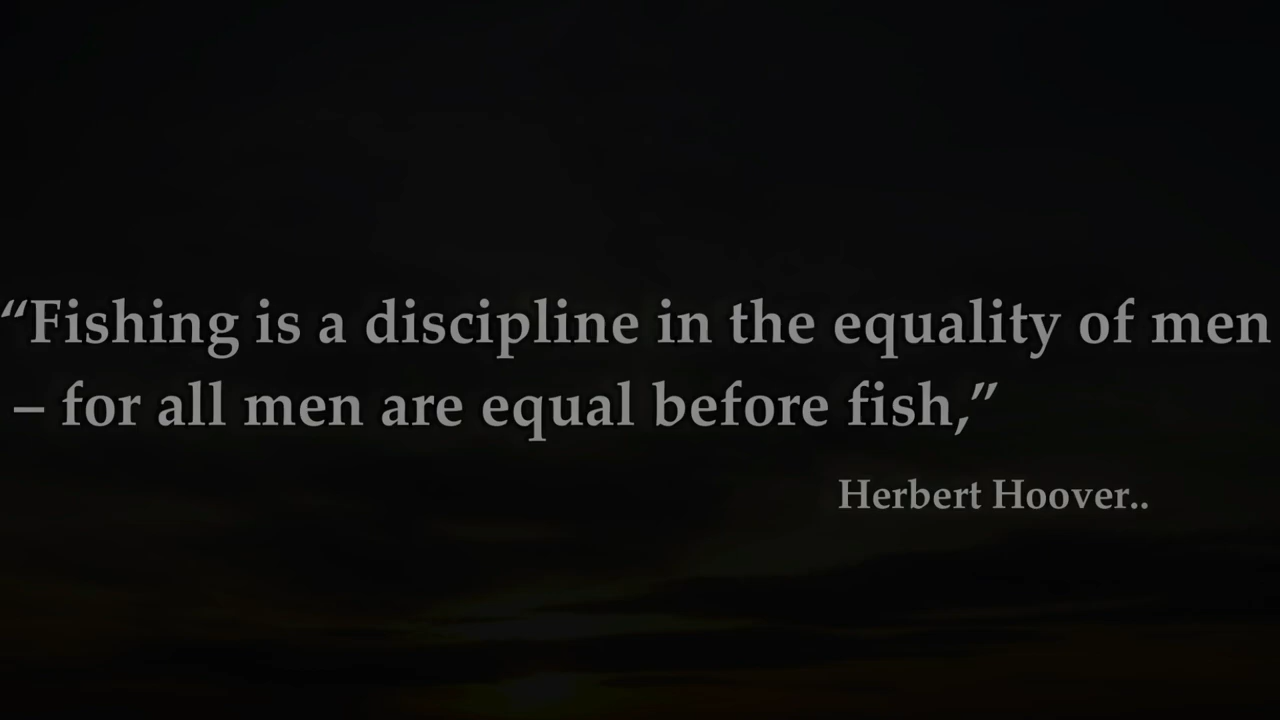 “Fishing is a discipline in the equality of men
– for all men are equal before fish,”
Herbert Hoover..